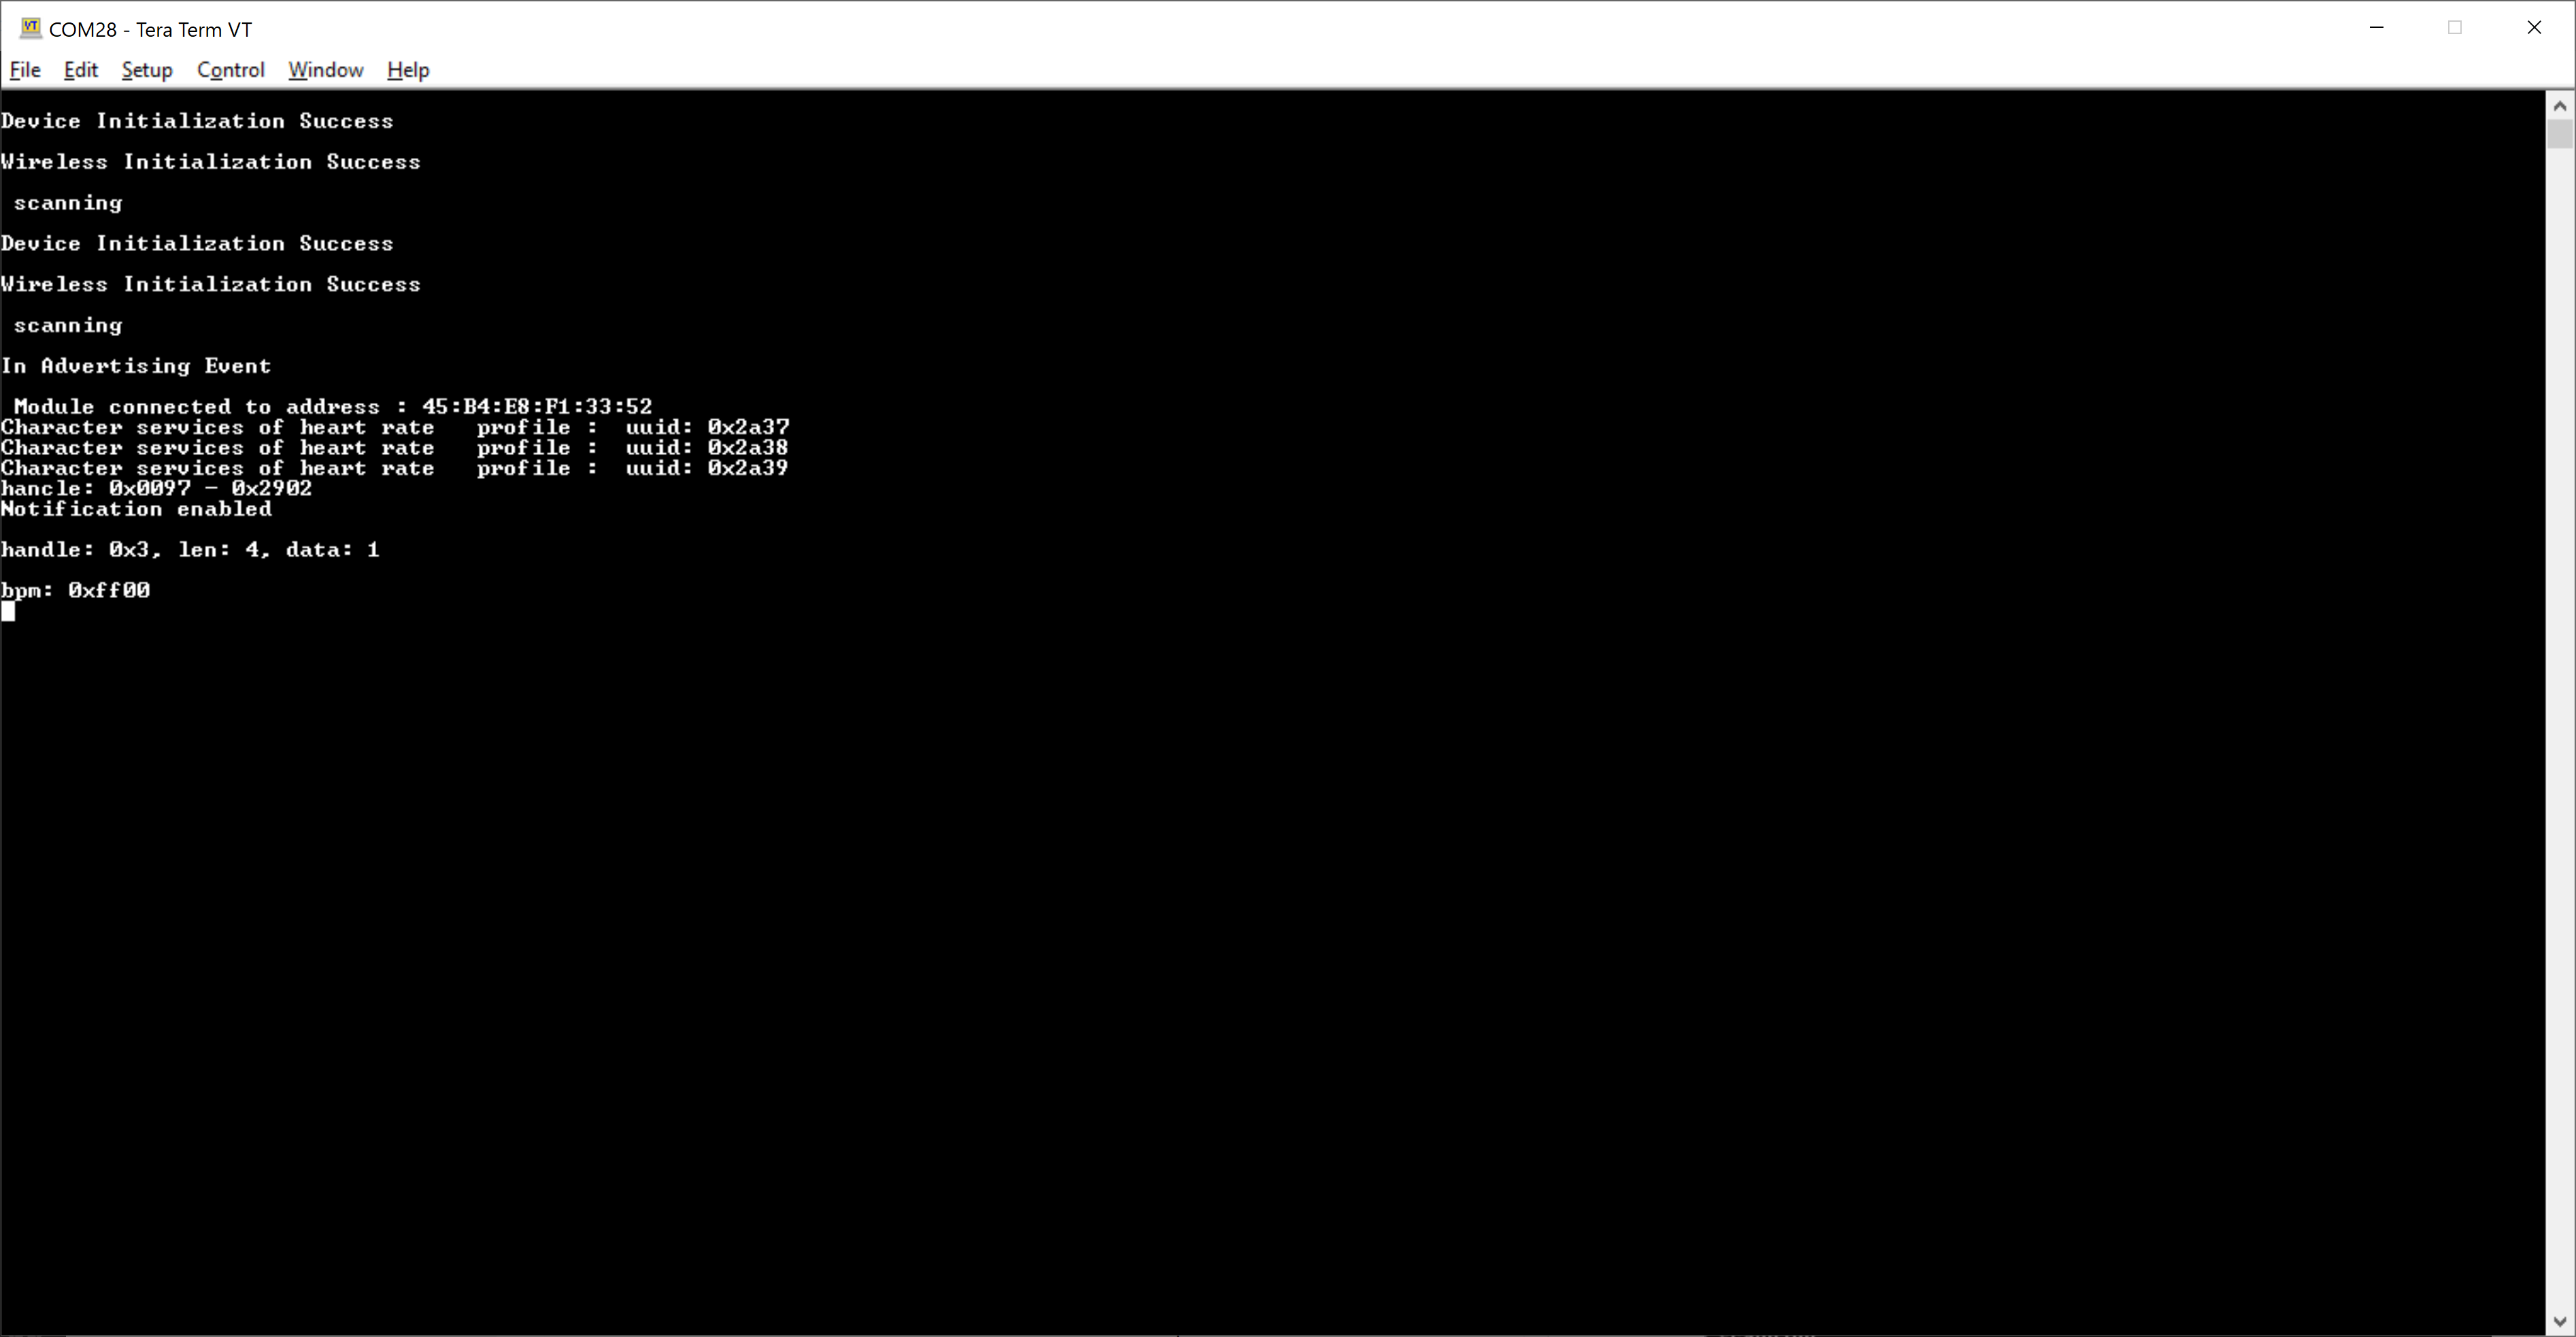 COM28 - Tera Term VT
File Edit Setup Control Window Help
Device Initialization Success
Wireless Initialization Success
scanning
Device Initialization Success
Wireless Initialization Success
scanning
In Advertising Event
Module connected to address : 45:B4:E8:F1:33:52
Character services of heart rate   profile :  uuid: 0x2a37
Character services of heart rate   profile :  uuid: 0x2a38
Character services of heart rate   profile :  uuid: 0x2a39
hancle: 0x0097 - 0x2902
Notification enabled
handle: 0x3, len: 4, data: 1
bpm: 0xff00